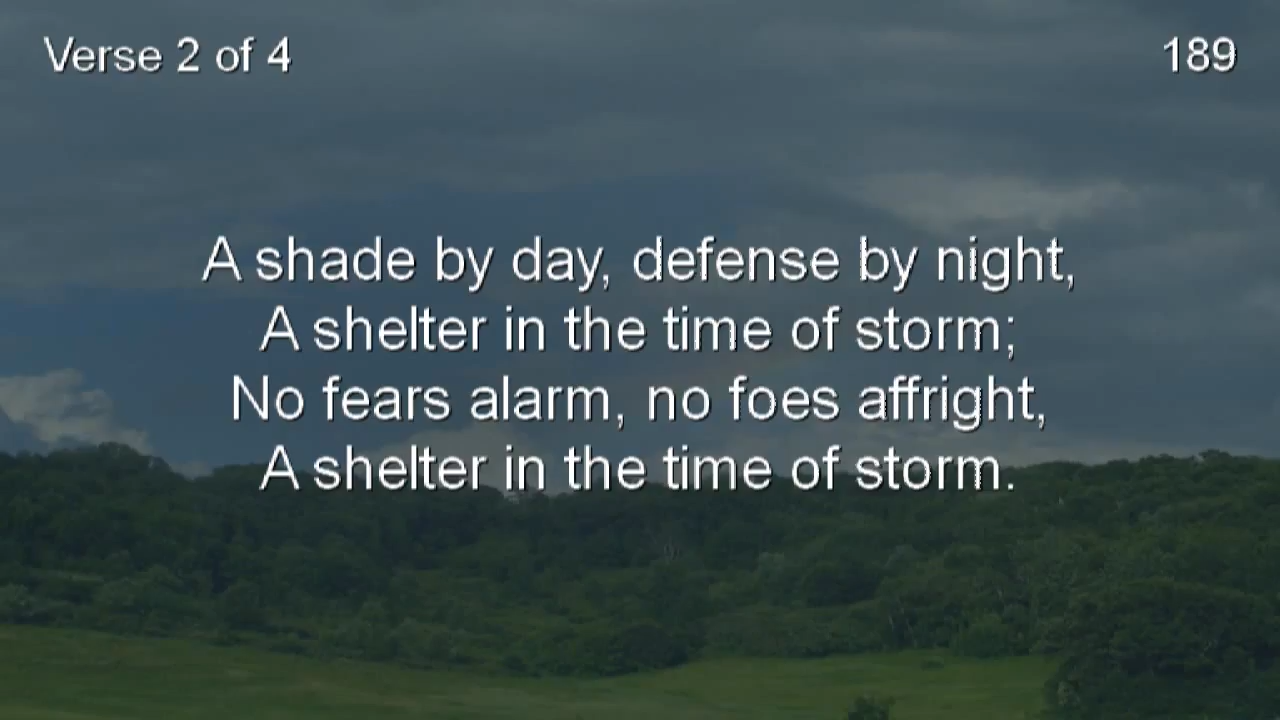 Verse 2 of 4
189
A shade by day, defense by night,
A shelter in the time of storm;
No fears alarm, no foes affright,
A shelter in the time of storm.